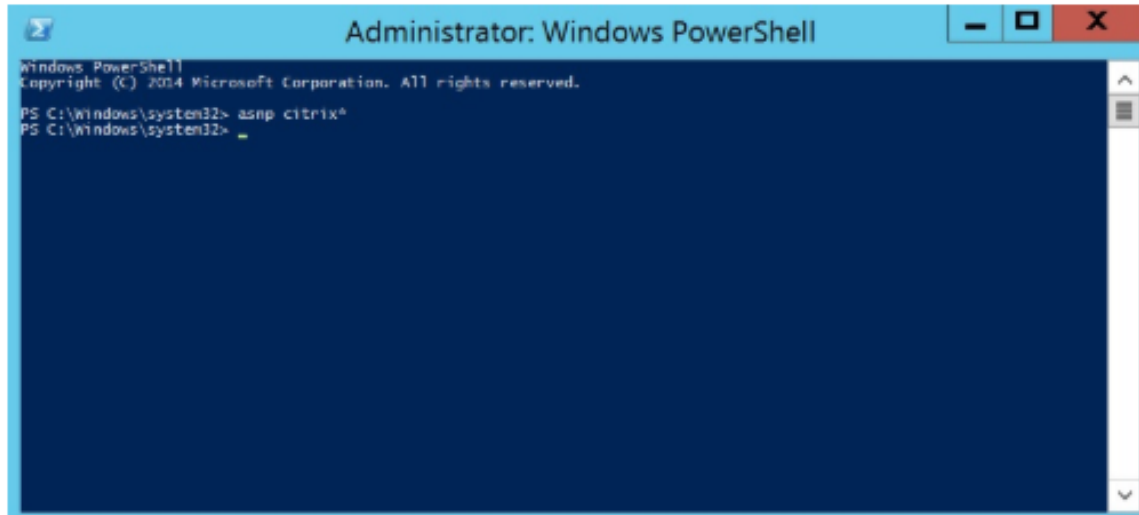 Administrator: Windows PowerShell
Windows PowerShell
Copyright (C) 2014 Microsoft Corporation. All rights reserved.
PS C:\Windows\system32> asnp citrix*
PS C:\Windows\system32> _